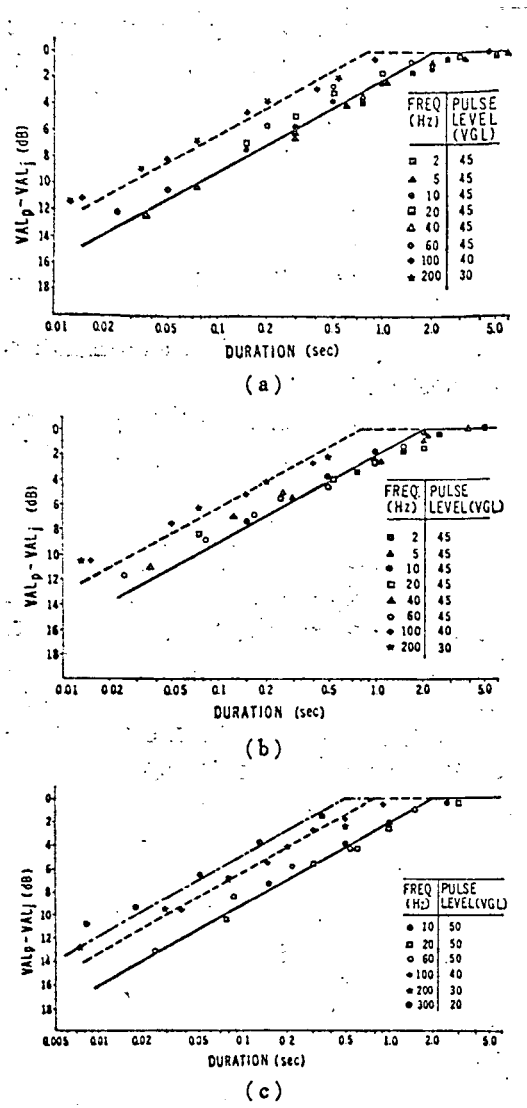 0
2
4
6
8
10
12
14
16
18
20
VALp-VALj (dB)
FREQ PULSE
(Hz) LEVEL
(VGL)
2 45
5 45
10 45
20 45
40 45
60 45
100 40
200 30
0.01 0.02 0.05 0.1 0.2 0.5 1.0 2.0 5.0 6
DURATION (sec)
(a)
0
2
4
6
8
10
12
14
16
18
20
VALp-VALj (dB)
FREQ. PULSE
(Hz) LEVEL(VGL)
2 45
5 45
10 45
20 45
40 45
60 45
100 40
200 30
0.01 0.02 0.05 0.1 0.2 0.5 1.0 2.0 5.0
DURATION (sec)
(b)
0
2
4
6
8
10
12
14
16
18
20
VALp-VALj (dB)
FREQ PULSE
(Hz) LEVEL(VGL)
10 50
20 50
60 50
100 40
200 30
300 20
0.005 0.01 0.02 0.05 0.1 0.2 0.5 1.0 2.0 5.0
DURATION (sec)
(c)